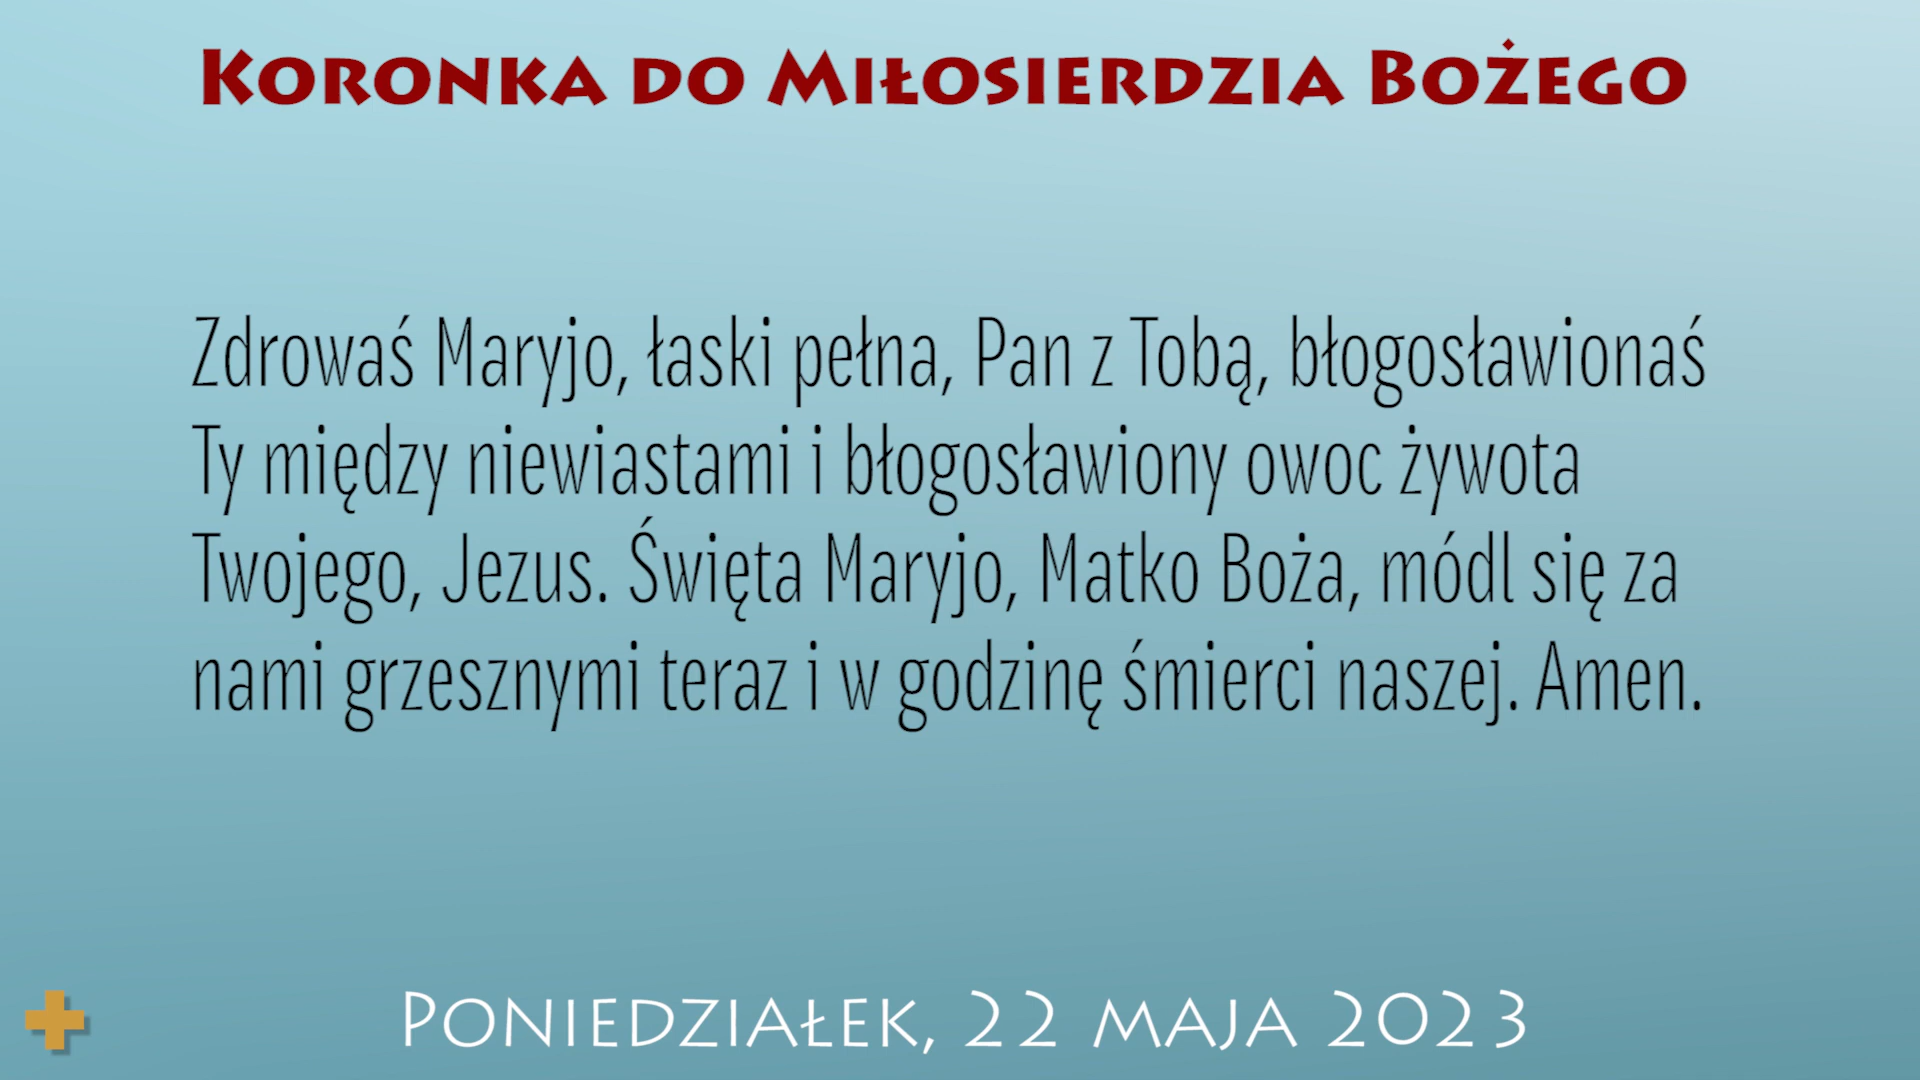 Koronka do Miłosierdzia Bożego
Zdrowaś Maryjo, łaski pełna, Pan z Tobą, błogosławionaś
Ty między niewiastami i błogosławiony owoc żywota
Twojego, Jezus. Święta Maryjo, Matko Boża, módl się za
nami grzesznymi teraz i w godzinę śmierci naszej. Amen.
Poniedziałek, 22 maja 2023